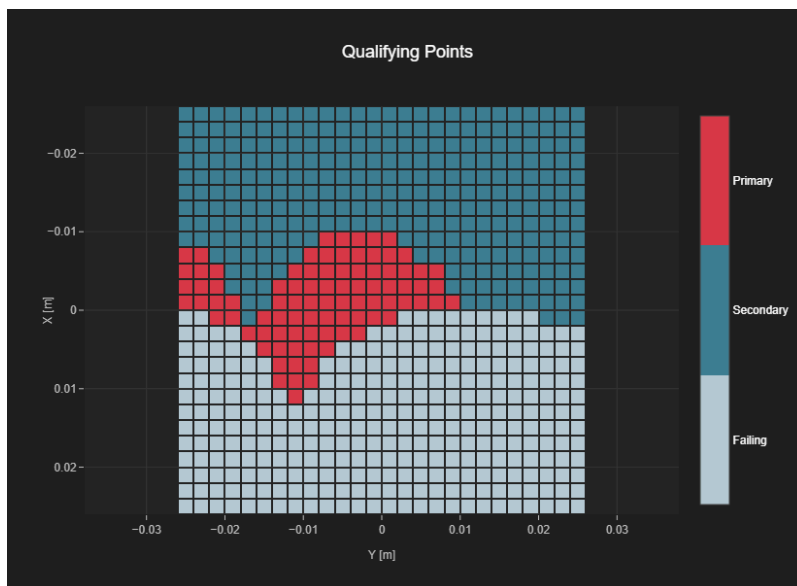 Qualifying Points
−0.02
−0.01
0
0.01
0.02
X [m]
−0.03
−0.02
−0.01
0
0.01
0.02
0.03
Y [m]
Primary
Secondary
Failing